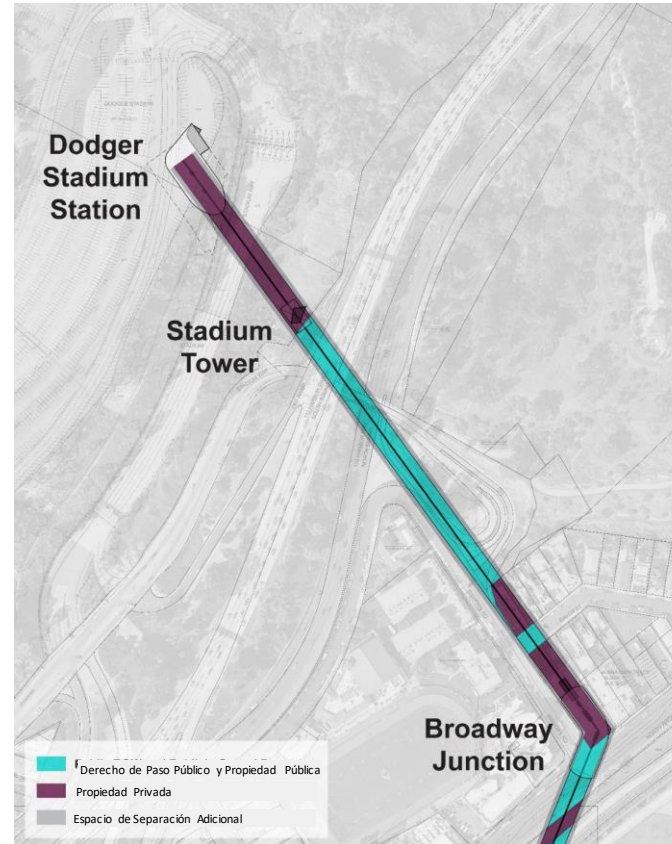 Dodger
Stadium
Station
Stadium
Tower
Broadway
Junction
Derecho de Paso Público y Propiedad Pública
Propiedad Privada
Espacio de Separación Adicional